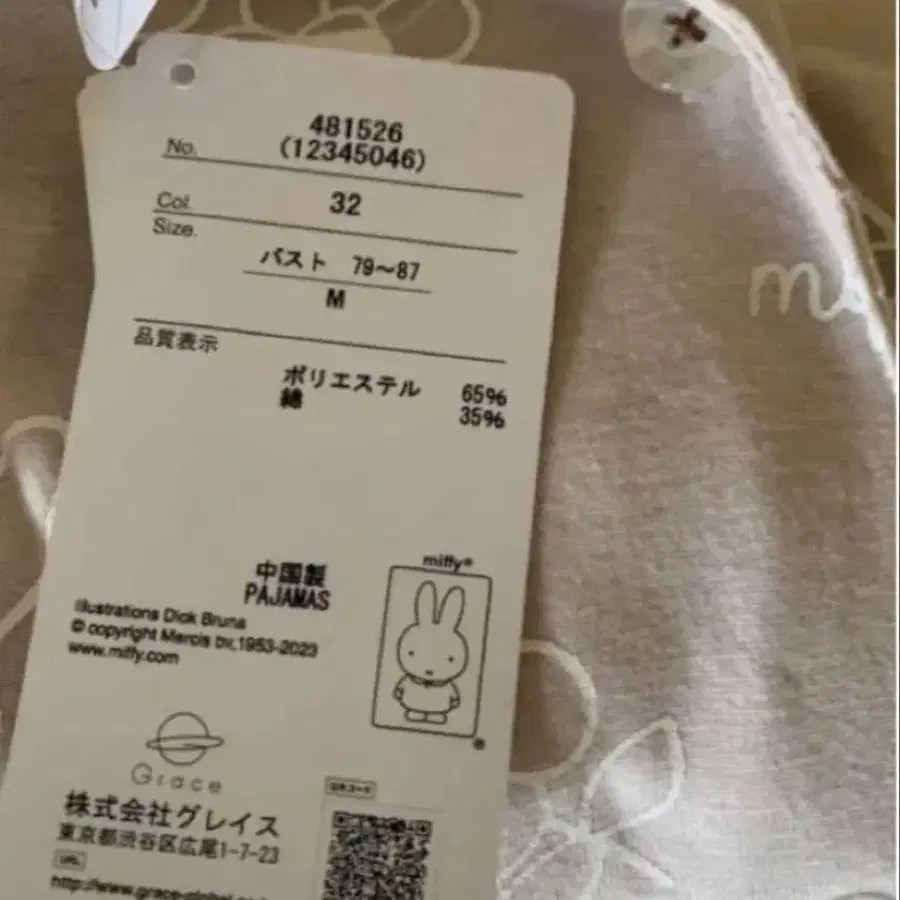 481526
No. (12345046)
Col. 32
Size.
バスト 79～87
M
品質表示
ポリエステル 65%
綿 35%
中国製
PAJAMAS
illustrations Dick Bruna
© copyright Mercis bv,1953-2023
www.miffy.com
miffy®
Grace
株式会社グレイス
東京都渋谷区広尾1-7-23
URL